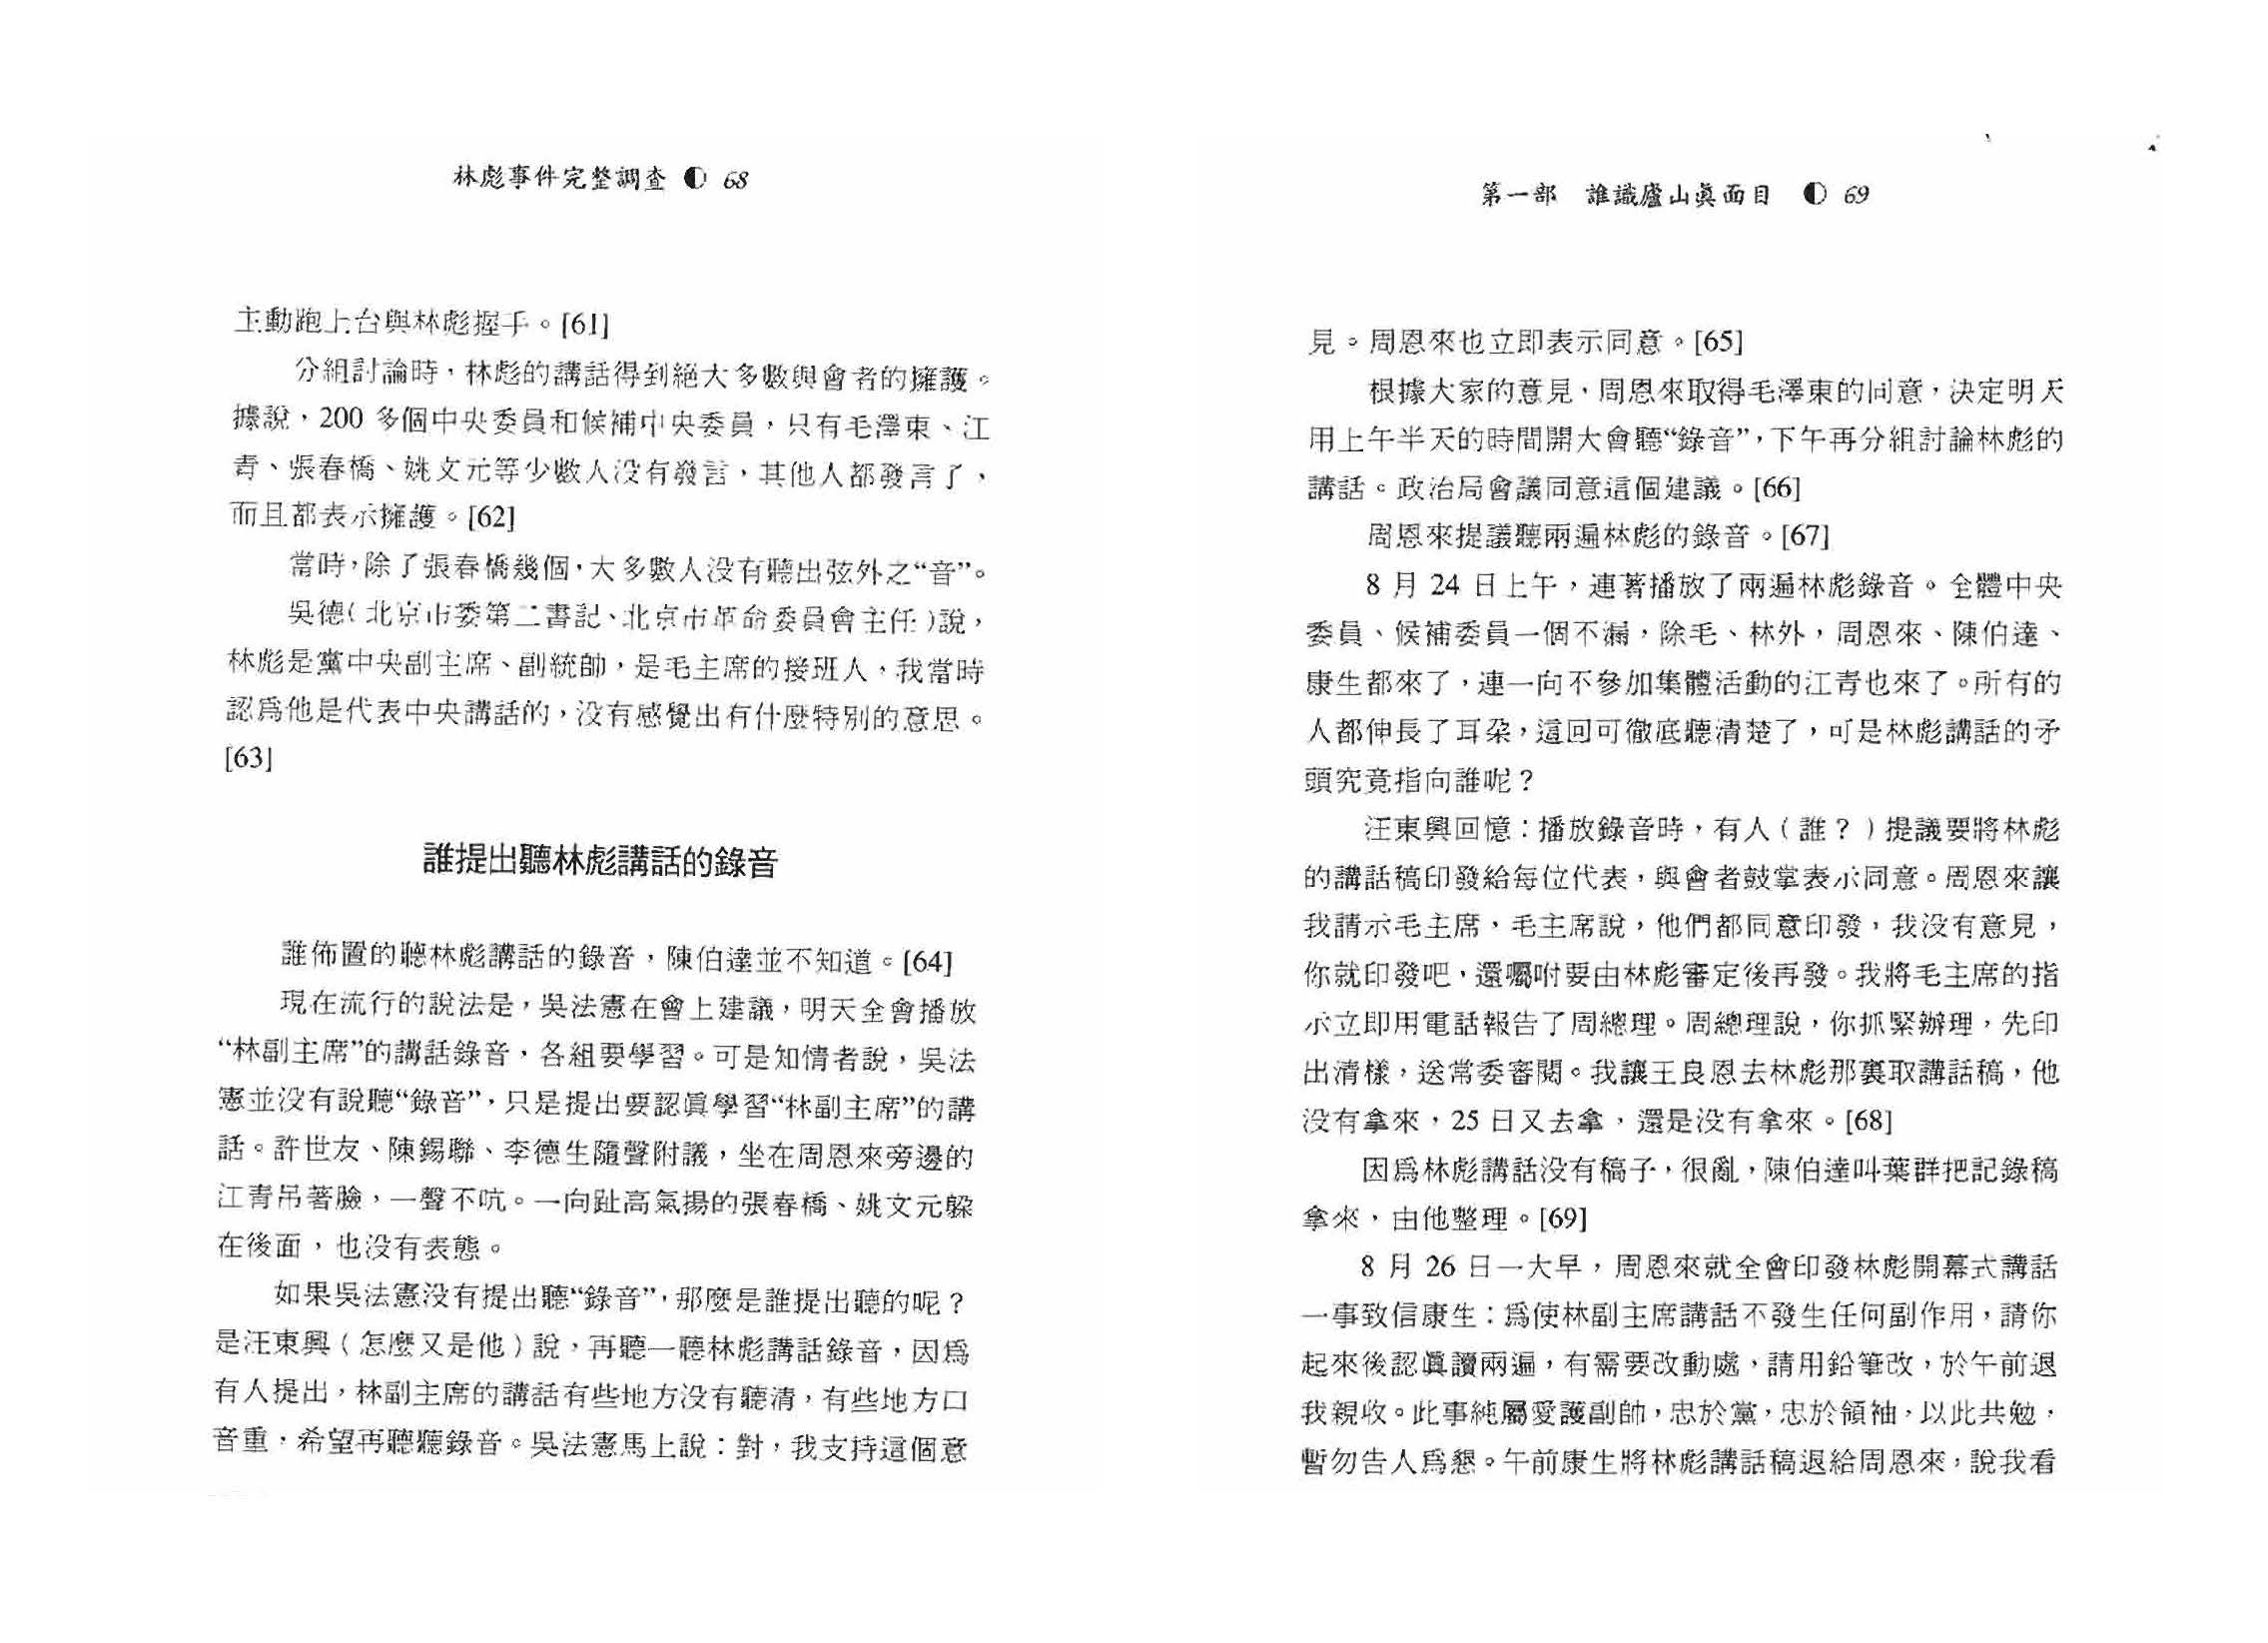 林彪事件完整調查 ◐ 68
主動跑上台與林彪握手。[61]
分組討論時，林彪的講話得到絕大多數與會者的擁護。
據說，200 多個中央委員和候補中央委員，只有毛澤東、江
青、張春橋、姚文元等少數人没有發言，其他人都發言了，
而且都表示擁護。[62]
當時，除了張春橋幾個，大多數人没有聽出弦外之“音”。
吳德（北京市委第二書記、北京市革命委員會主任）說，
林彪是黨中央副主席、副統帥，是毛主席的接班人，我當時
認爲他是代表中央講話的，没有感覺出有什麼特別的意思。
[63]
誰提出聽林彪講話的錄音
誰佈置的聽林彪講話的錄音，陳伯達並不知道。[64]
現在流行的說法是，吳法憲在會上建議，明天全會播放
“林副主席”的講話錄音，各組要學習。可是知情者說，吳法
憲並没有說聽“錄音”，只是提出要認眞學習“林副主席”的講
話。許世友、陳錫聯、李德生隨聲附議，坐在周恩來旁邊的
江青吊著臉，一聲不吭。一向趾高氣揚的張春橋、姚文元躲
在後面，也没有表態。
如果吳法憲没有提出聽“錄音”，那麼是誰提出聽的呢？
是汪東興（怎麼又是他）說，再聽一聽林彪講話錄音，因爲
有人提出，林副主席的講話有些地方没有聽清，有些地方口
音重，希望再聽聽錄音。吳法憲馬上說：對，我支持這個意
第一部 誰識廬山眞面目 ◐ 69
見。周恩來也立即表示同意。[65]
根據大家的意見，周恩來取得毛澤東的同意，決定明天
用上午半天的時間開大會聽“錄音”，下午再分組討論林彪的
講話。政治局會議同意這個建議。[66]
周恩來提議聽兩遍林彪的錄音。[67]
8 月 24 日上午，連著播放了兩遍林彪錄音。全體中央
委員、候補委員一個不漏，除毛、林外，周恩來、陳伯達、
康生都來了，連一向不參加集體活動的江青也來了。所有的
人都伸長了耳朵，這回可徹底聽清楚了，可是林彪講話的矛
頭究竟指向誰呢？
汪東興回憶：播放錄音時，有人（誰？）提議要將林彪
的講話稿印發給每位代表，與會者鼓掌表示同意。周恩來讓
我請示毛主席，毛主席說，他們都同意印發，我没有意見，
你就印發吧，還囑咐要由林彪審定後再發。我將毛主席的指
示立即用電話報告了周總理。周總理說，你抓緊辦理，先印
出清樣，送常委審閱。我讓王良恩去林彪那裏取講話稿，他
没有拿來，25 日又去拿，還是没有拿來。[68]
因爲林彪講話没有稿子，很亂，陳伯達叫葉群把記錄稿
拿來，由他整理。[69]
8 月 26 日一大早，周恩來就全會印發林彪開幕式講話
一事致信康生：爲使林副主席講話不發生任何副作用，請你
起來後認眞讀兩遍，有需要改動處，請用鉛筆改，於午前退
我親收。此事純屬愛護副帥，忠於黨，忠於領袖，以此共勉，
暫勿告人爲懇。午前康生將林彪講話稿退給周恩來，說我看